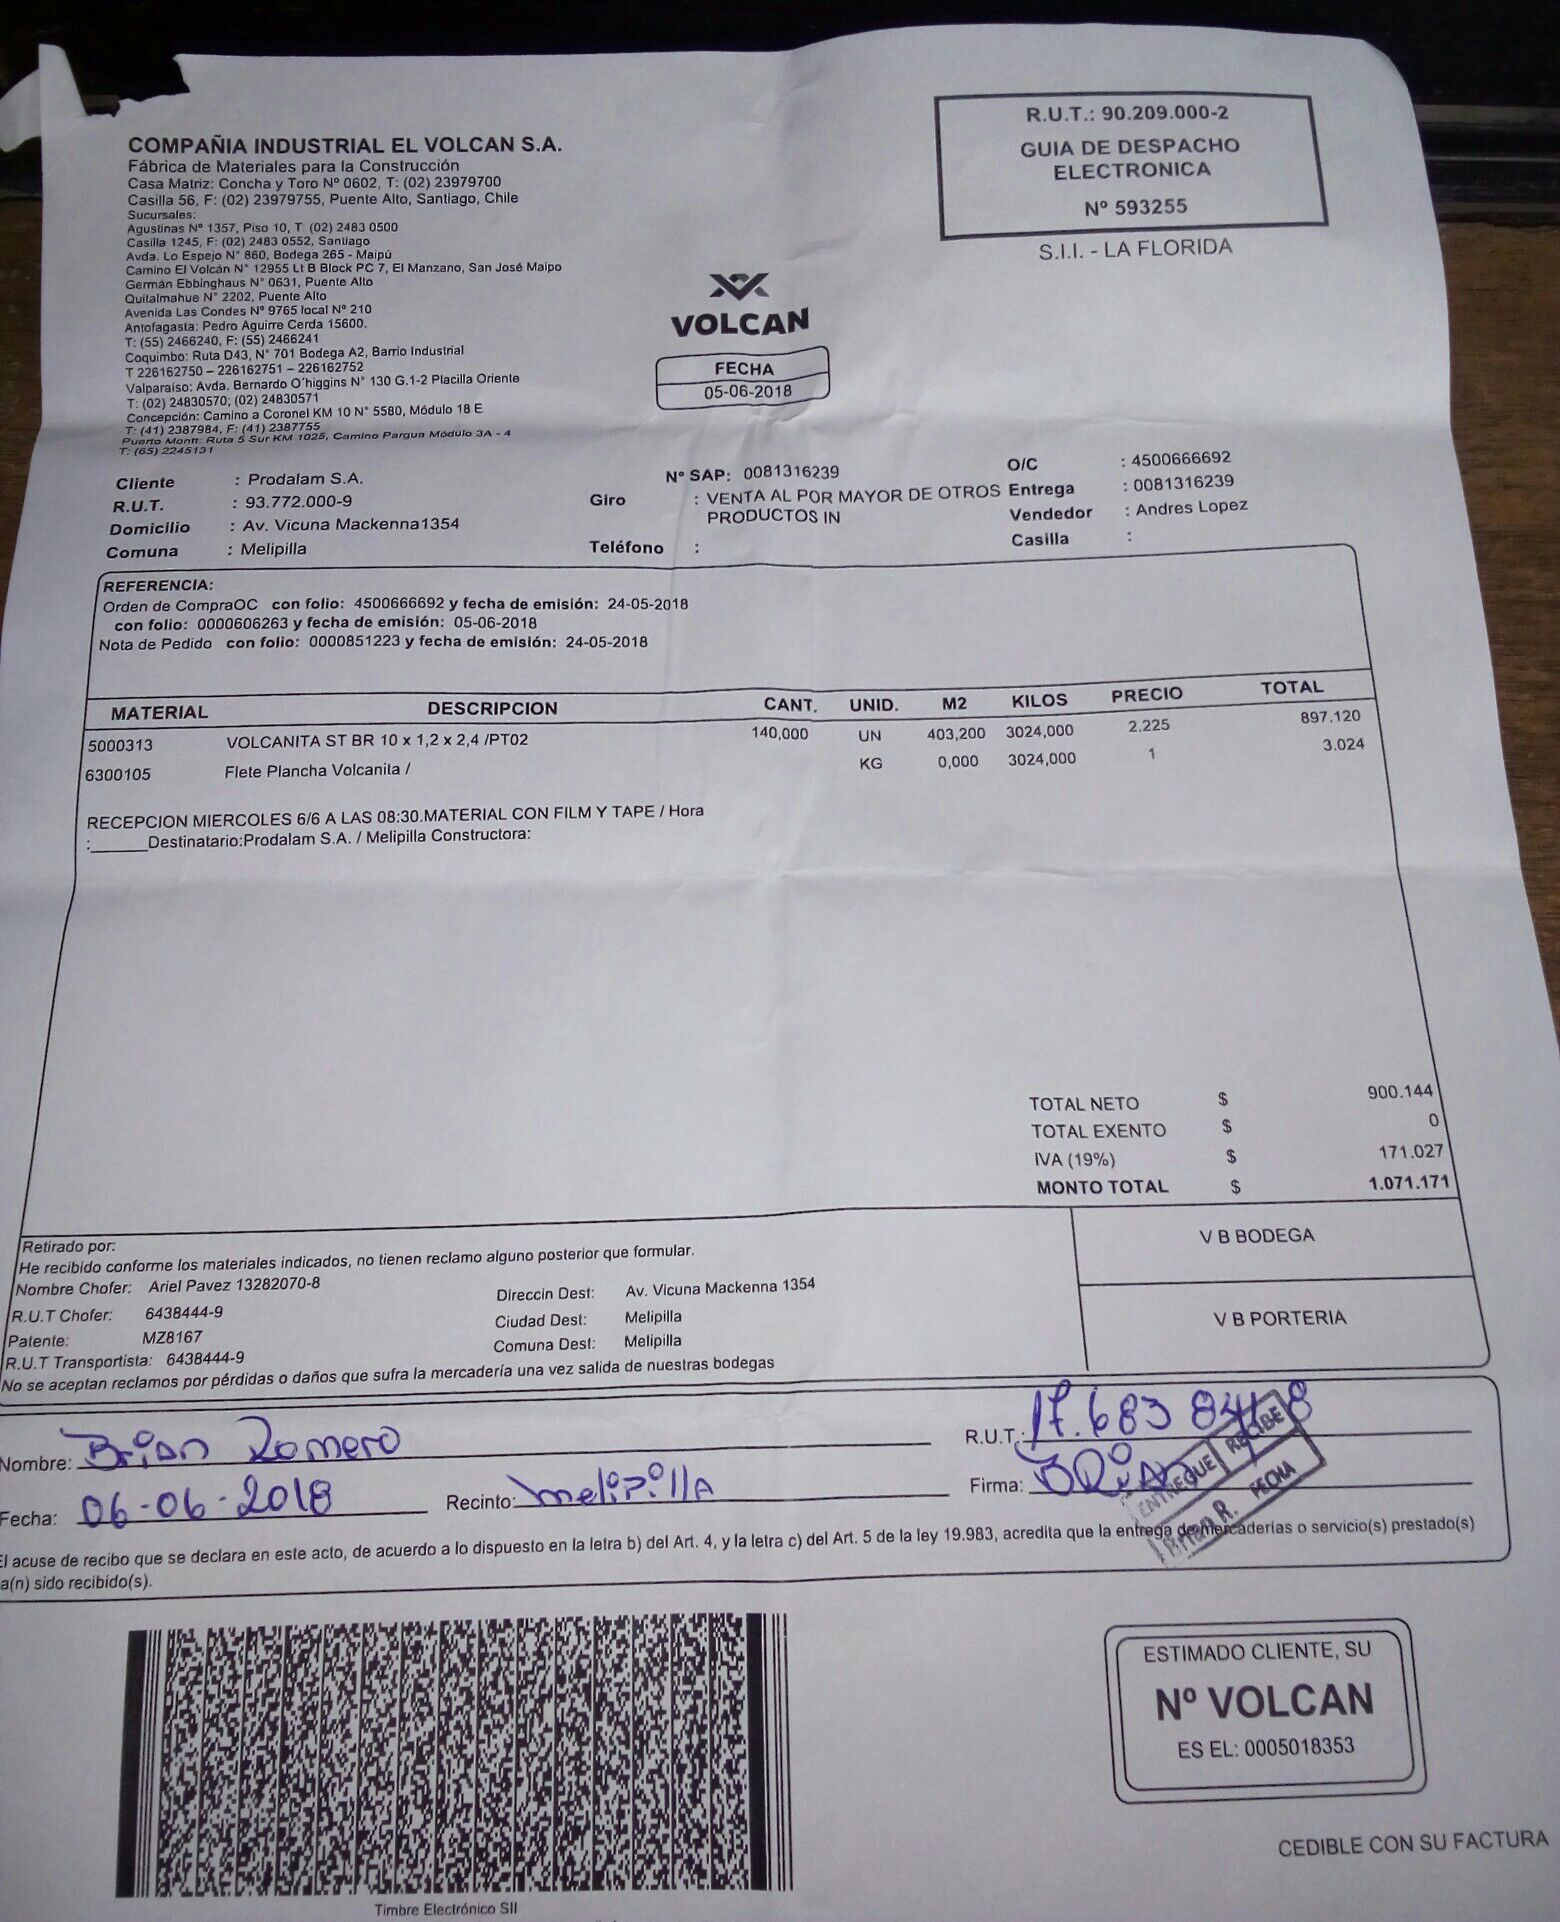 COMPAÑIA INDUSTRIAL EL VOLCAN S.A.
Fábrica de Materiales para la Construcción
Casa Matriz: Concha y Toro Nº 0602, T: (02) 23979700
Casilla 56, F: (02) 23979755, Puente Alto, Santiago, Chile
Sucursales:
Agustinas Nº 1357, Piso 10, T: (02) 2483 0500
Casilla 1245, F: (02) 2483 0552, Santiago
Avda. Lo Espejo N° 860, Bodega 265 - Maipú
Camino El Volcán N° 12955 Lt B Block PC 7, El Manzano, San José Maipo
Germán Ebbinghaus N° 0631, Puente Alto
Quitalmahue N° 2202, Puente Alto
Avenida Las Condes Nº 9765 local Nº 210
Antofagasta: Pedro Aguirre Cerda 15600.
T: (55) 2466240, F: (55) 2466241
Coquimbo: Ruta D43, N° 701 Bodega A2, Barrio Industrial
T 226162750 – 226162751 – 226162752
Valparaiso: Avda. Bernardo O´higgins N° 130 G.1-2 Placilla Oriente
T: (02) 24830570; (02) 24830571
Concepción: Camino a Coronel KM 10 N° 5580, Módulo 18 E
T: (41) 2387984, F: (41) 2387755
Puerto Montt: Ruta 5 Sur KM 1025, Camino Pargua Módulo 3A - 4
T: (65) 2245131
R.U.T.: 90.209.000-2
GUIA DE DESPACHO
ELECTRONICA
Nº 593255
S.I.I. - LA FLORIDA
VOLCAN
FECHA
05-06-2018
Cliente : Prodalam S.A. Nº SAP: 0081316239 O/C : 4500666692
R.U.T. : 93.772.000-9 Giro : VENTA AL POR MAYOR DE OTROS Entrega : 0081316239
Domicilio : Av. Vicuna Mackenna1354 PRODUCTOS IN Vendedor : Andres Lopez
Comuna : Melipilla Teléfono : Casilla :
REFERENCIA:
Orden de CompraOC con folio: 4500666692 y fecha de emisión: 24-05-2018
con folio: 0000606263 y fecha de emisión: 05-06-2018
Nota de Pedido con folio: 0000851223 y fecha de emisión: 24-05-2018
MATERIAL DESCRIPCION CANT. UNID. M2 KILOS PRECIO TOTAL
5000313 VOLCANITA ST BR 10 x 1,2 x 2,4 /PT02 140,000 UN 403,200 3024,000 2.225 897.120
6300105 Flete Plancha Volcanita / KG 0,000 3024,000 1 3.024
RECEPCION MIERCOLES 6/6 A LAS 08:30.MATERIAL CON FILM Y TAPE / Hora
:______Destinatario:Prodalam S.A. / Melipilla Constructora:
TOTAL NETO $ 900.144
TOTAL EXENTO $ 0
IVA (19%) $ 171.027
MONTO TOTAL $ 1.071.171
Retirado por:
He recibido conforme los materiales indicados, no tienen reclamo alguno posterior que formular.
Nombre Chofer: Ariel Pavez 13282070-8 Direccin Dest: Av. Vicuna Mackenna 1354
R.U.T Chofer: 6438444-9 Ciudad Dest: Melipilla
Patente: MZ8167 Comuna Dest: Melipilla
R.U.T Transportista: 6438444-9
No se aceptan reclamos por pérdidas o daños que sufra la mercadería una vez salida de nuestras bodegas
V B BODEGA
V B PORTERIA
Nombre: Brian Romero R.U.T.: 17.683
Fecha: 06-06-2018 Recinto: melipillA Firma: BRiAN
ENTREGUE RECIBE
FECHA
El acuse de recibo que se declara en este acto, de acuerdo a lo dispuesto en la letra b) del Art. 4, y la letra c) del Art. 5 de la ley 19.983, acredita que la entrega de mercaderías o servicio(s) prestado(s)
a(n) sido recibido(s).
Timbre Electrónico SII
ESTIMADO CLIENTE, SU
Nº VOLCAN
ES EL: 0005018353
CEDIBLE CON SU FACTURA